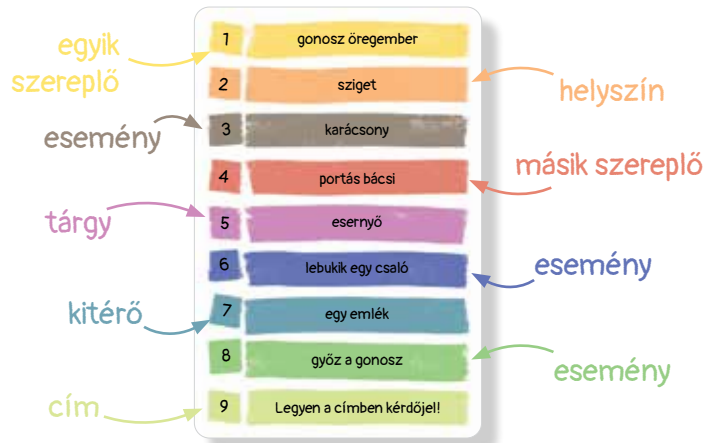 egyik
szereplő
1 gonosz öregember
2 sziget
helyszín
esemény
3 karácsony
4 portás bácsi
másik szereplő
tárgy
5 esernyő
6 lebukik egy csaló
esemény
kitérő
7 egy emlék
8 győz a gonosz
esemény
cím
9 Legyen a címben kérdőjel!